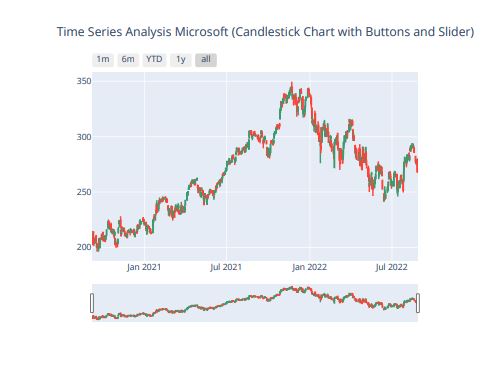 Time Series Analysis Microsoft (Candlestick Chart with Buttons and Slider)
1m 6m YTD 1y all
350
300
250
200
Jan 2021 Jul 2021 Jan 2022 Jul 2022